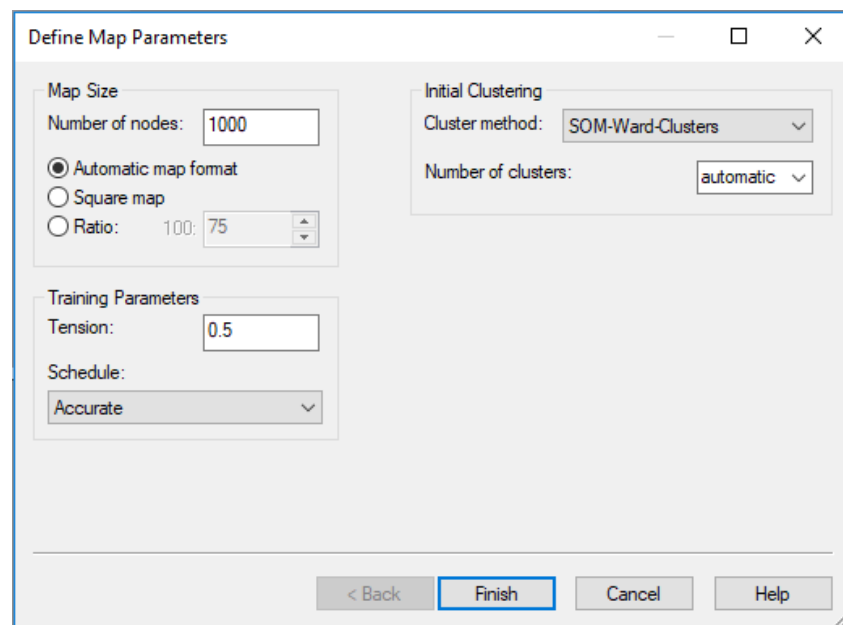 Define Map Parameters
Map Size
Number of nodes: 1000
Automatic map format
Square map
Ratio: 100: 75
Training Parameters
Tension: 0.5
Schedule:
Accurate
Initial Clustering
Cluster method: SOM-Ward-Clusters
Number of clusters: automatic
< Back Finish Cancel Help